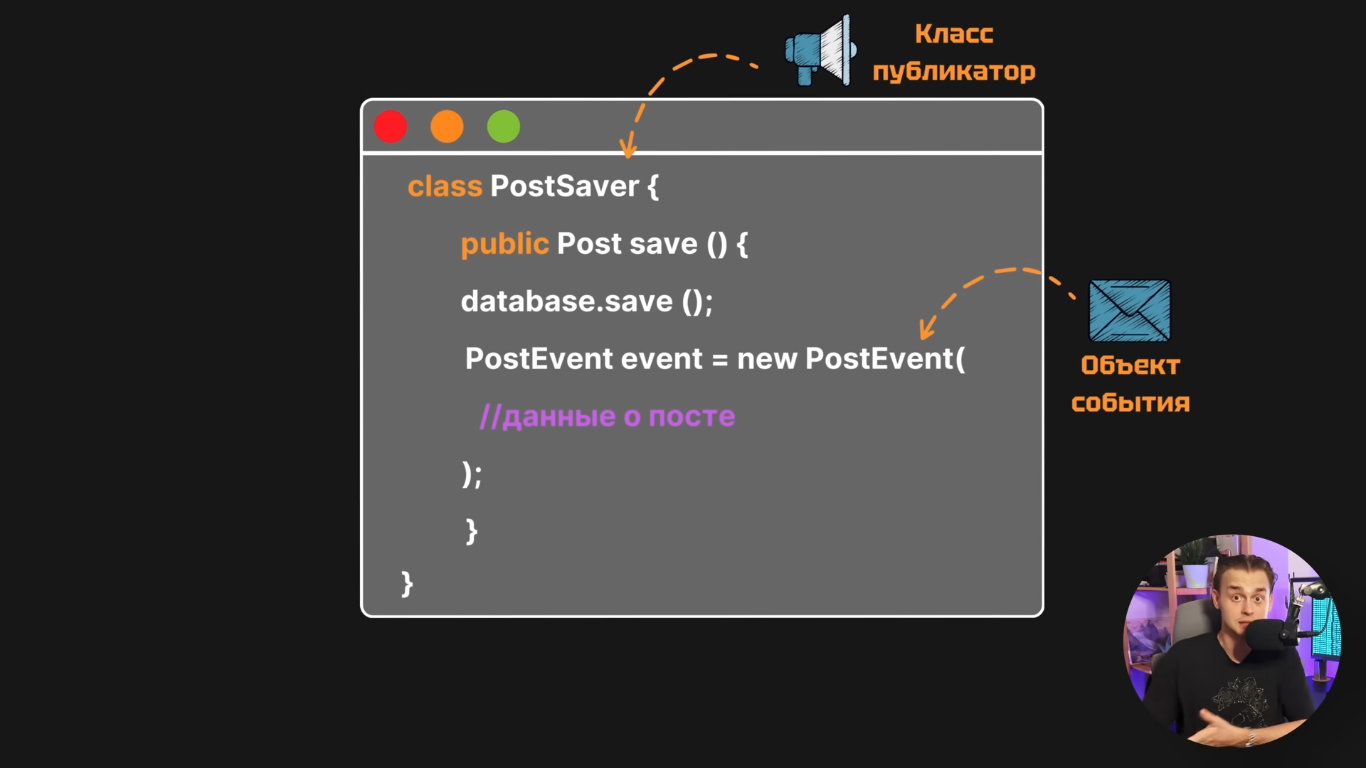 Класс
публикатор
class PostSaver {
public Post save () {
database.save ();
PostEvent event = new PostEvent(
//данные о посте
);
}
}
Объект
события